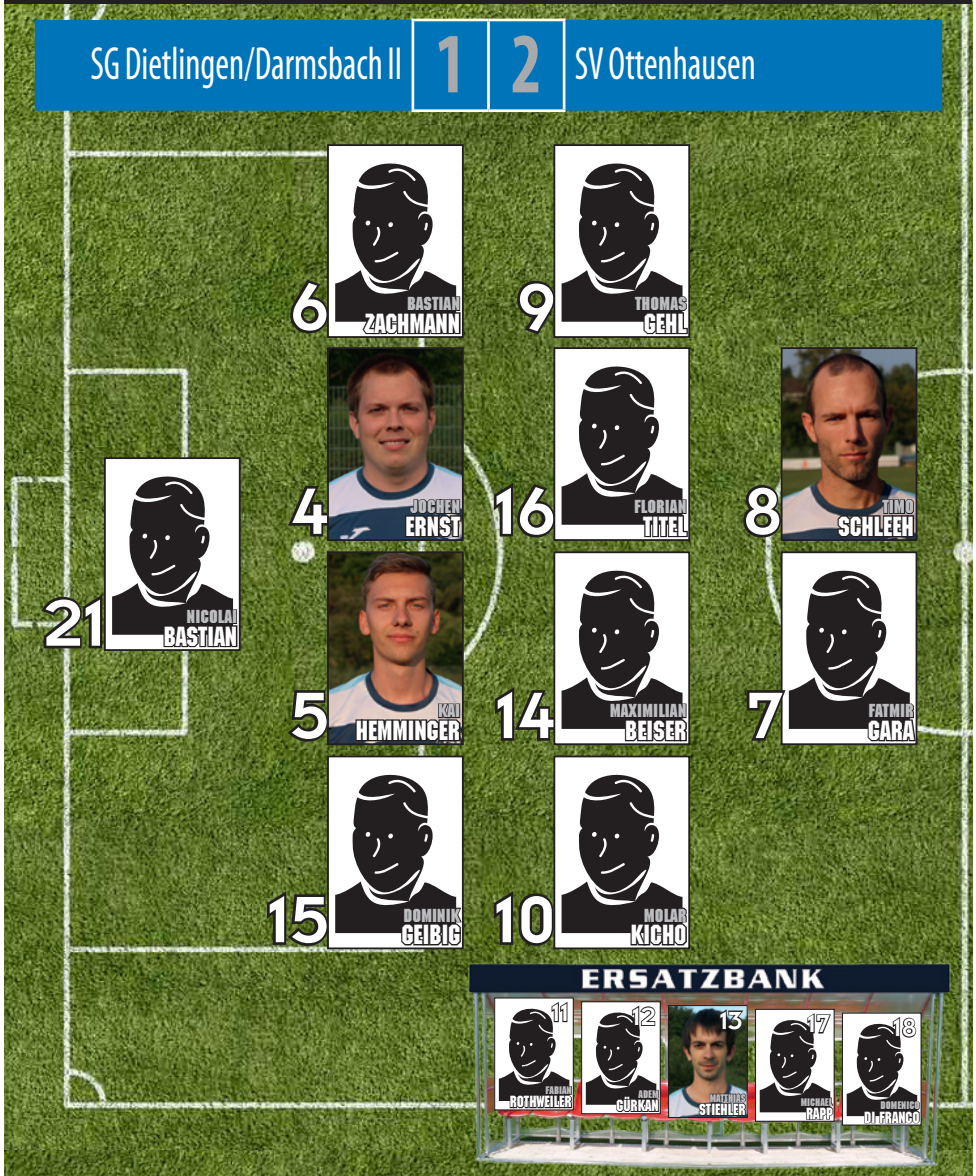 SG Dietlingen/Darmsbach II 1 2 SV Ottenhausen
6 BASTIAN
ZACHMANN
9 THOMAS
GEHL
4 JOCHEN
ERNST
16 FLORIAN
TITEL
8 TIMO
SCHLEEH
21 NICOLAI
BASTIAN
5 KAI
HEMMINGER
14 MAXIMILIAN
BEISER
7 FATMIR
GARA
15 DOMINIK
GEIBIG
10 MOLAR
KICHO
ERSATZBANK
11
FABIAN
ROTHWEILER
12
ADEM
GÜRKAN
13
MATTHIAS
STIEHLER
17
MICHAEL
RAPP
18
DOMENICO
DI FRANCO